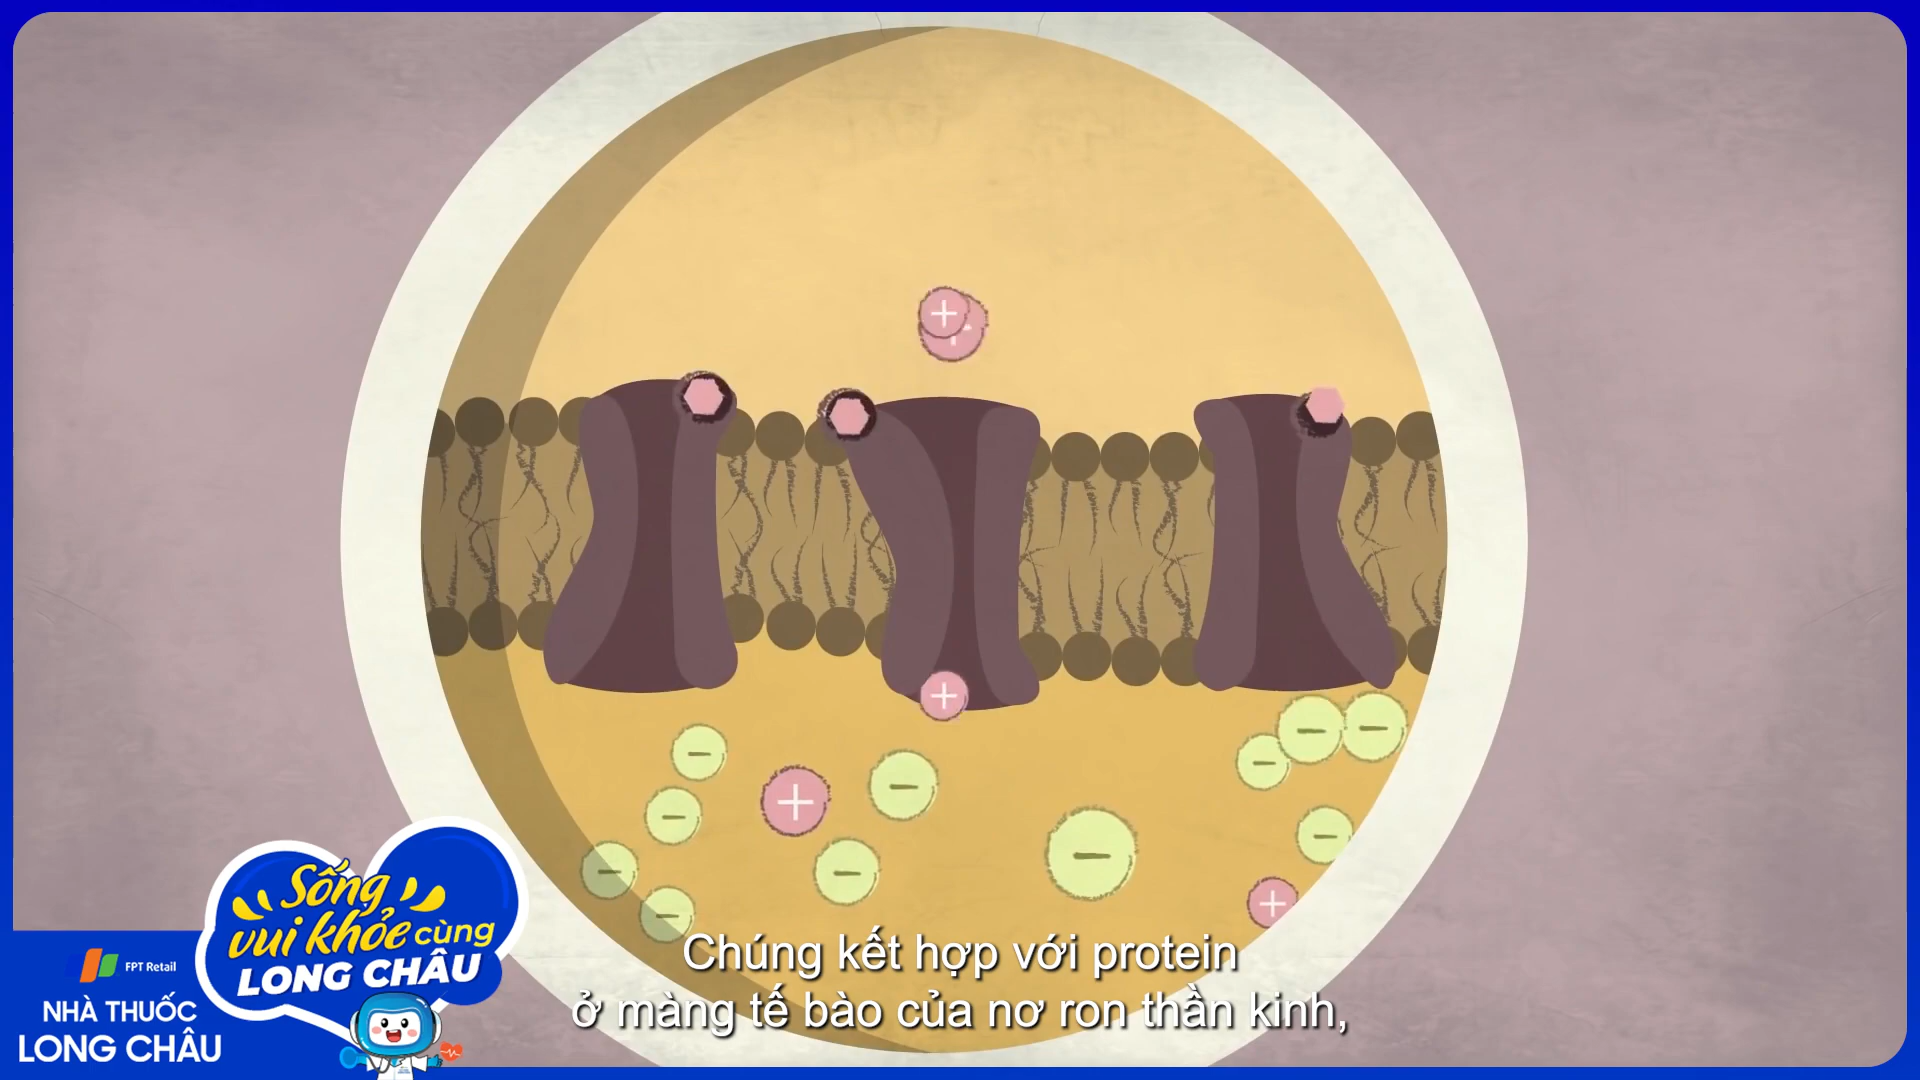 Sống
vui khỏe cùng
LONG CHÂU
FPT Retail
NHÀ THUỐC
LONG CHÂU
Chúng kết hợp với protein
ở màng tế bào của nơ ron thần kinh,